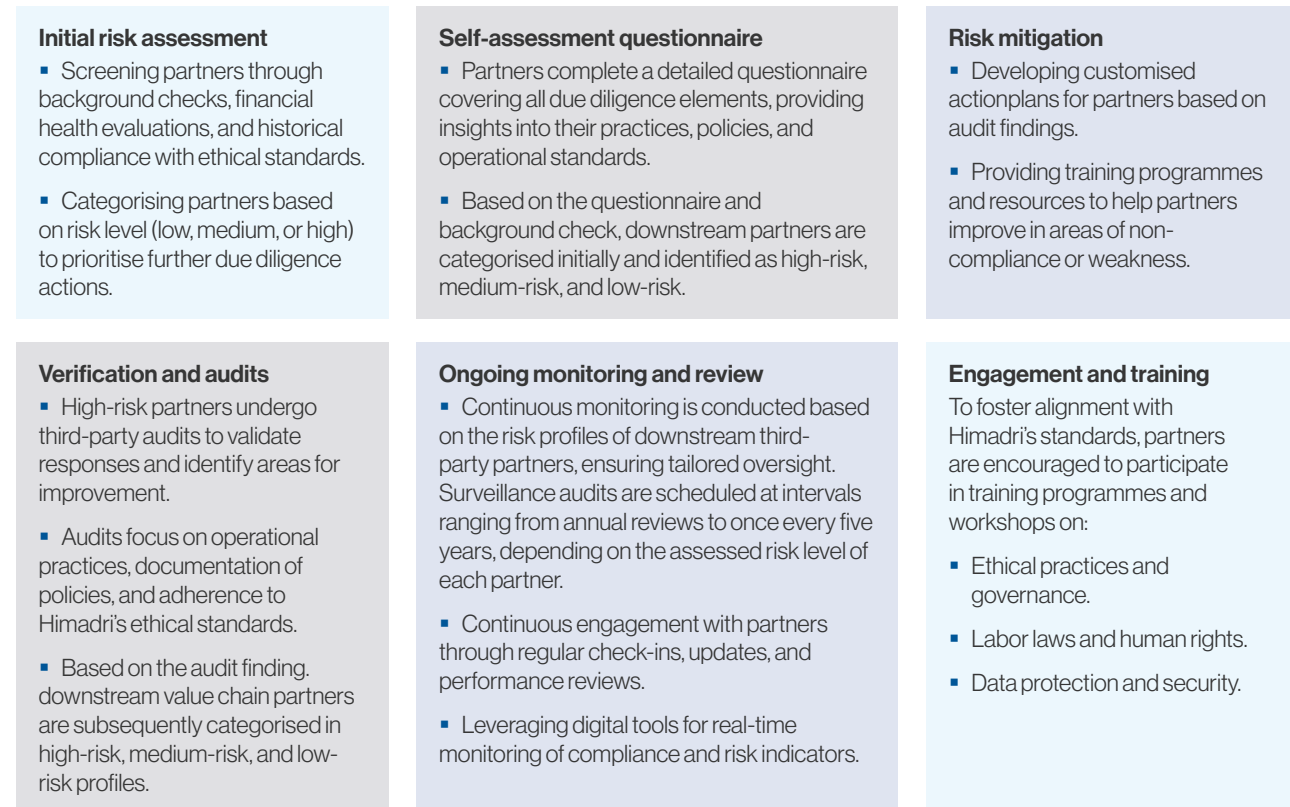 Initial risk assessment
▪ Screening partners through
background checks, financial
health evaluations, and historical
compliance with ethical standards.
▪ Categorising partners based
on risk level (low, medium, or high)
to prioritise further due diligence
actions.
Self-assessment questionnaire
▪ Partners complete a detailed questionnaire
covering all due diligence elements, providing
insights into their practices, policies, and
operational standards.
▪ Based on the questionnaire and
background check, downstream partners are
categorised initially and identified as high-risk,
medium-risk, and low-risk.
Risk mitigation
▪ Developing customised
actionplans for partners based on
audit findings.
▪ Providing training programmes
and resources to help partners
improve in areas of non-
compliance or weakness.
Verification and audits
▪ High-risk partners undergo
third-party audits to validate
responses and identify areas for
improvement.
▪ Audits focus on operational
practices, documentation of
policies, and adherence to
Himadri's ethical standards.
▪ Based on the audit finding.
downstream value chain partners
are subsequently categorised in
high-risk, medium-risk, and low-
risk profiles.
Ongoing monitoring and review
▪ Continuous monitoring is conducted based
on the risk profiles of downstream third-
party partners, ensuring tailored oversight.
Surveillance audits are scheduled at intervals
ranging from annual reviews to once every five
years, depending on the assessed risk level of
each partner.
▪ Continuous engagement with partners
through regular check-ins, updates, and
performance reviews.
▪ Leveraging digital tools for real-time
monitoring of compliance and risk indicators.
Engagement and training
To foster alignment with
Himadri's standards, partners
are encouraged to participate
in training programmes and
workshops on:
▪ Ethical practices and
governance.
▪ Labor laws and human rights.
▪ Data protection and security.